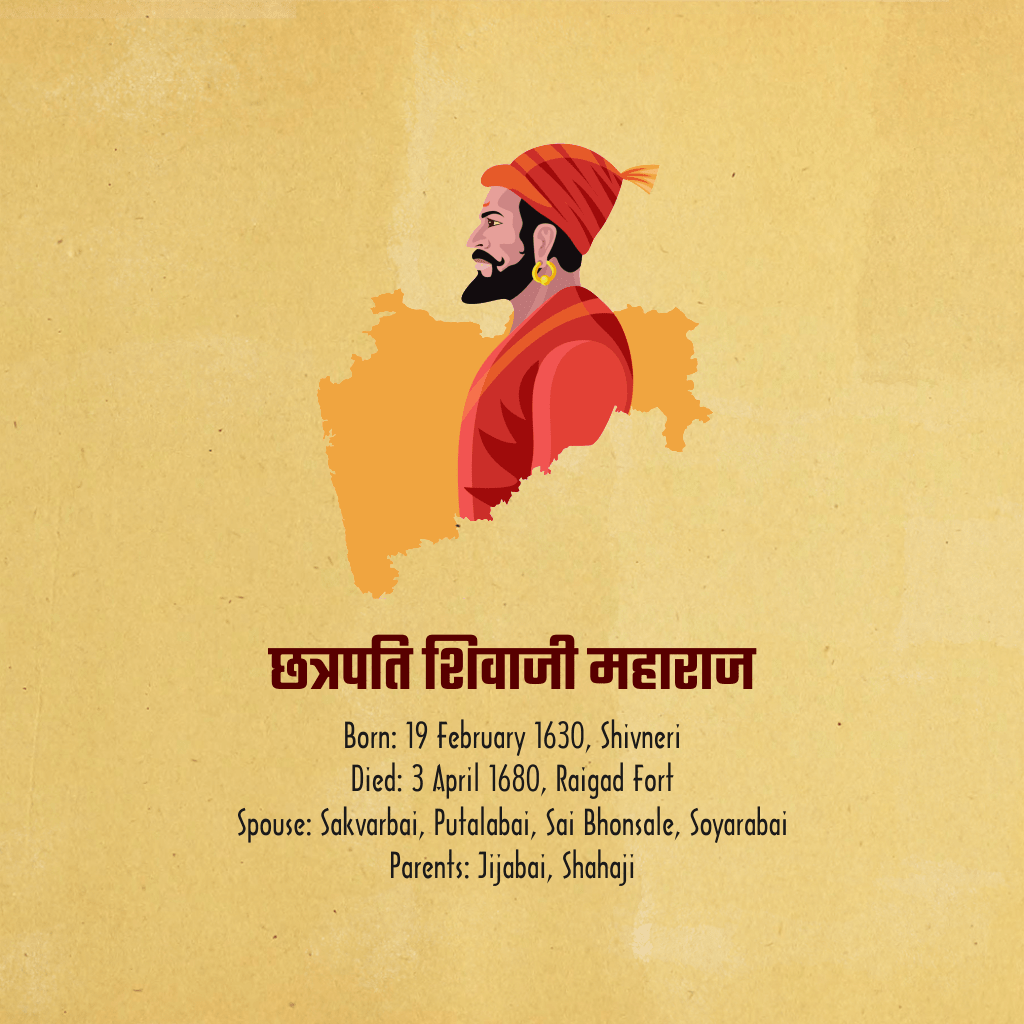 छत्रपति शिवाजी महाराज
Born: 19 February 1630, Shivneri
Died: 3 April 1680, Raigad Fort
Spouse: Sakvarbai, Putalabai, Sai Bhonsale, Soyarabai
Parents: Jijabai, Shahaji